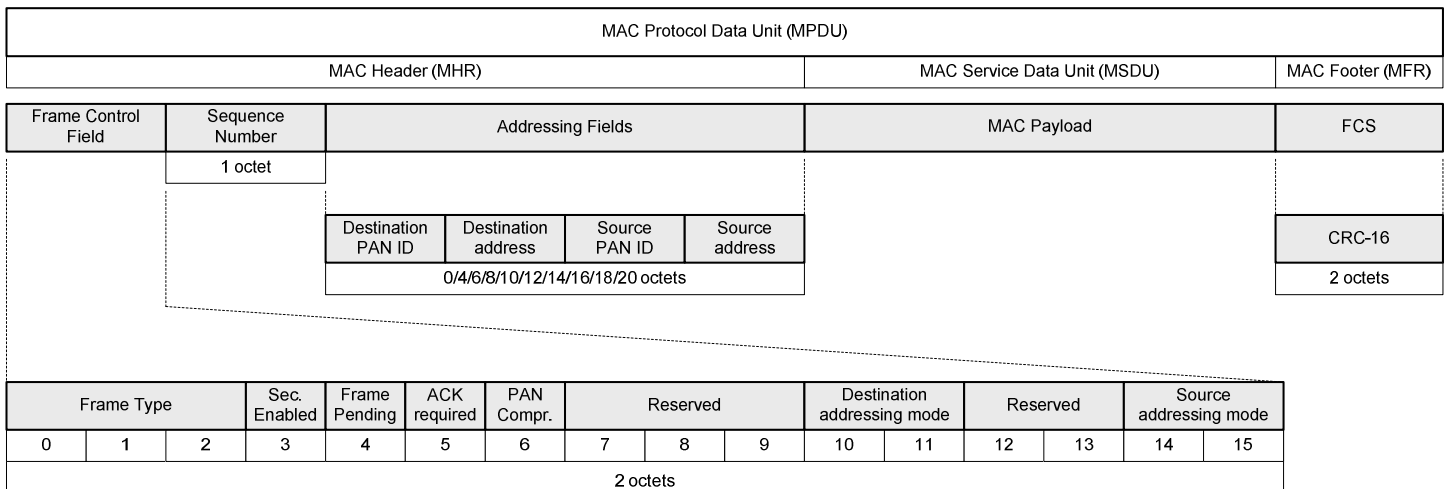 MAC Protocol Data Unit (MPDU)
MAC Header (MHR) MAC Service Data Unit (MSDU) MAC Footer (MFR)
Frame Control Field Sequence Number Addressing Fields MAC Payload FCS
1 octet
Destination PAN ID Destination address Source PAN ID Source address CRC-16
0/4/6/8/10/12/14/16/18/20 octets 2 octets
Frame Type Sec. Enabled Frame Pending ACK required PAN Compr. Reserved Destination addressing mode Reserved Source addressing mode
0 1 2 3 4 5 6 7 8 9 10 11 12 13 14 15
2 octets